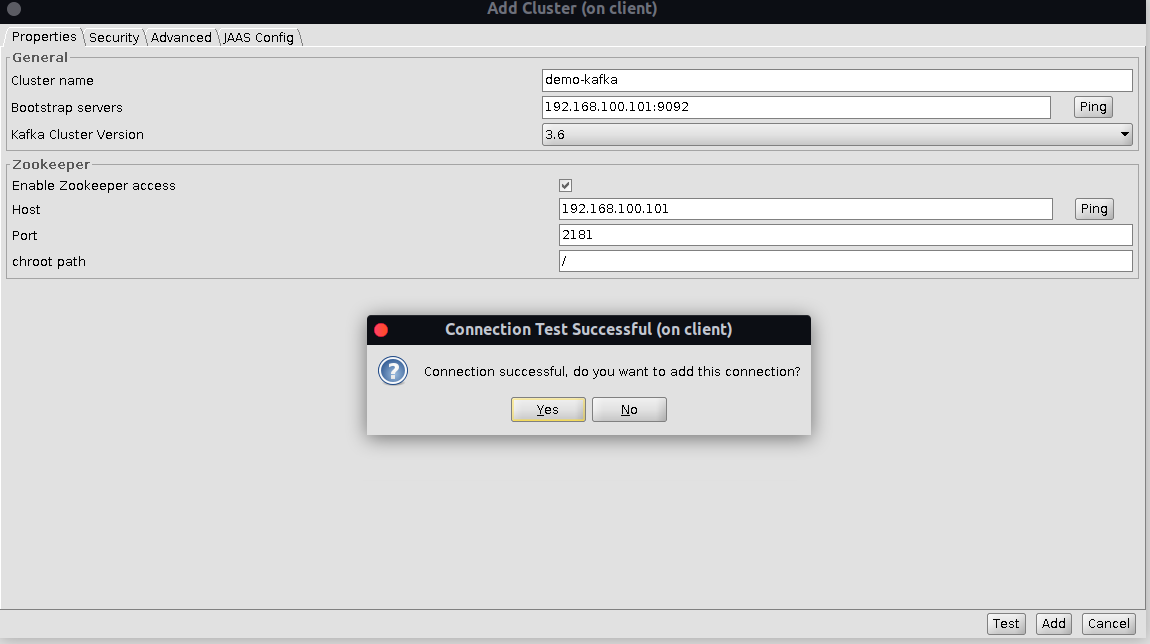 Add Cluster (on client)
Properties Security Advanced JAAS Config
General
Cluster name demo-kafka
Bootstrap servers 192.168.100.101:9092 Ping
Kafka Cluster Version 3.6
Zookeeper
Enable Zookeeper access
Host 192.168.100.101 Ping
Port 2181
chroot path /
Connection Test Successful (on client)
? Connection successful, do you want to add this connection?
Yes No
Test Add Cancel